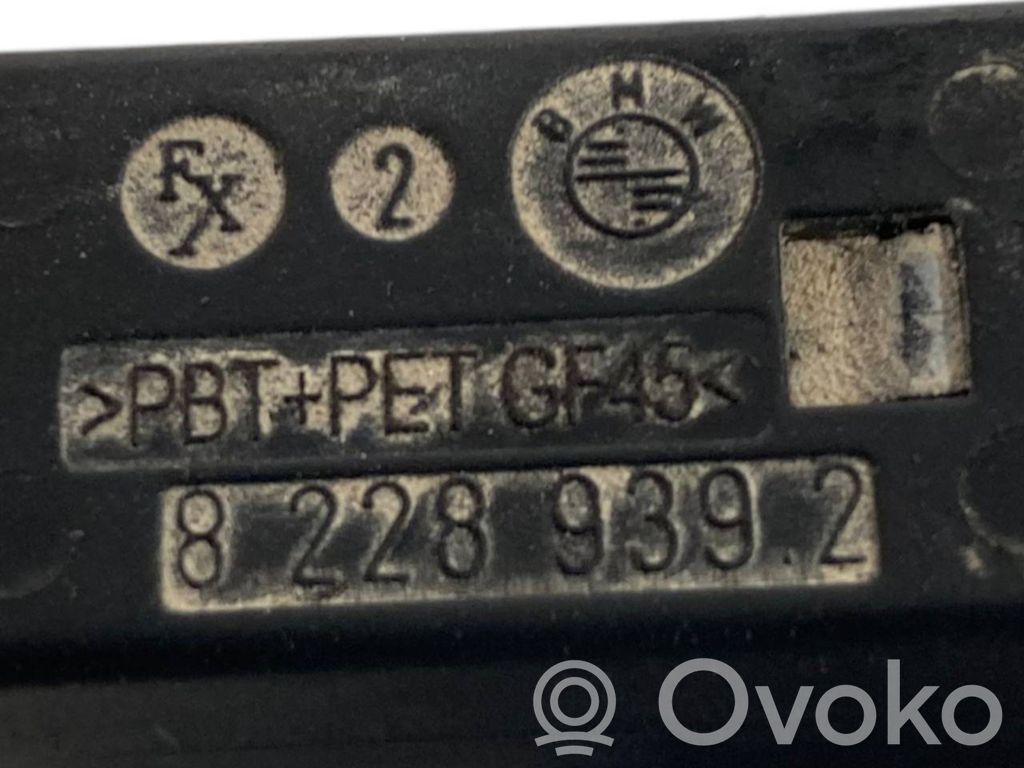 FX 2 BMW
>PBT+PET GF45<
8 228 939.2
Ovoko